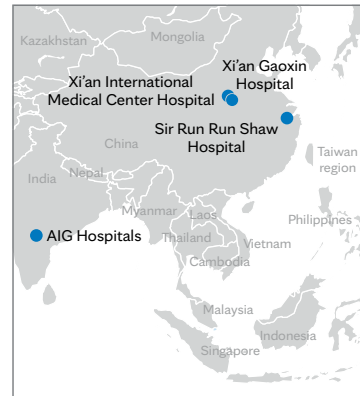 Kazakhstan
Mongolia
Xi’an Gaoxin
Hospital
Xi’an International
Medical Center Hospital
Sir Run Run Shaw
Hospital
China
Taiwan
region
Nepal
India
Myanmar
Laos
Philippines
AIG Hospitals
Thailand
Vietnam
Cambodia
Malaysia
Indonesia
Singapore